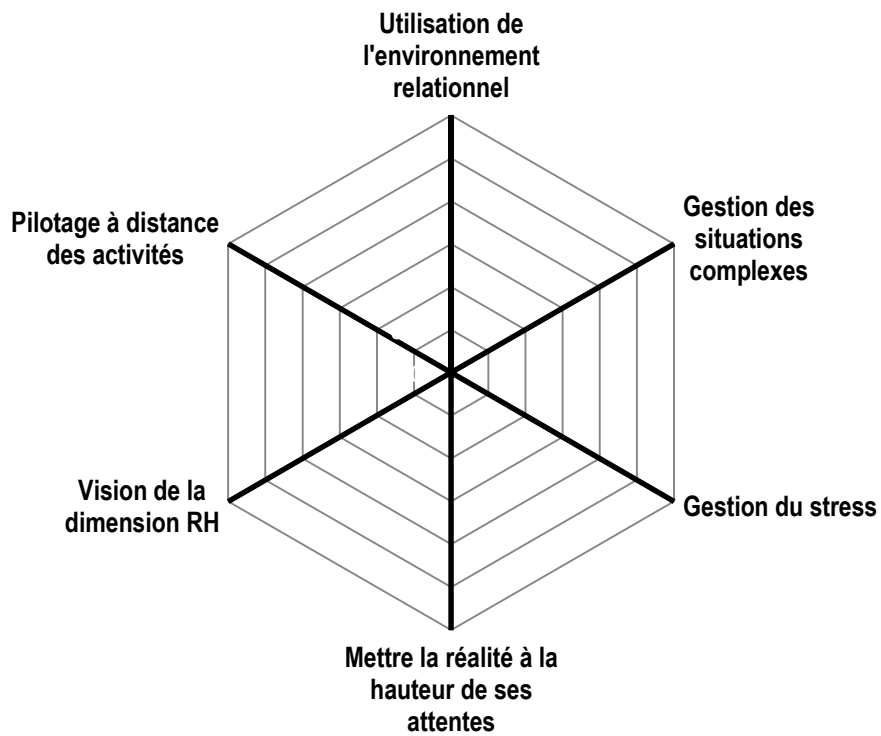 Utilisation de
l'environnement
relationnel
Gestion des
situations
complexes
Gestion du stress
Mettre la réalité à la
hauteur de ses
attentes
Vision de la
dimension RH
Pilotage à distance
des activités